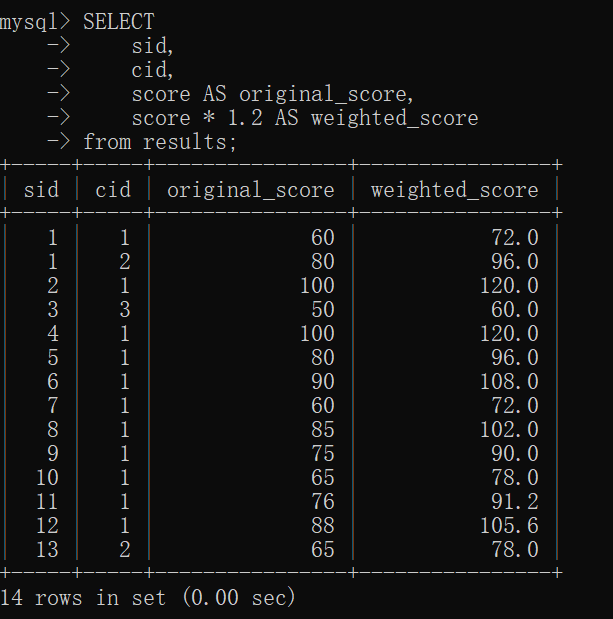 mysql> SELECT
    ->     sid,
    ->     cid,
    ->     score AS original_score,
    ->     score * 1.2 AS weighted_score
    -> from results;
+-----+-----+----------------+----------------+
| sid | cid | original_score | weighted_score |
+-----+-----+----------------+----------------+
|   1 |   1 |             60 |           72.0 |
|   1 |   2 |             80 |           96.0 |
|   2 |   1 |            100 |          120.0 |
|   3 |   3 |             50 |           60.0 |
|   4 |   1 |            100 |          120.0 |
|   5 |   1 |             80 |           96.0 |
|   6 |   1 |             90 |          108.0 |
|   7 |   1 |             60 |           72.0 |
|   8 |   1 |             85 |          102.0 |
|   9 |   1 |             75 |           90.0 |
|  10 |   1 |             65 |           78.0 |
|  11 |   1 |             76 |           91.2 |
|  12 |   1 |             88 |          105.6 |
|  13 |   2 |             65 |           78.0 |
+-----+-----+----------------+----------------+
14 rows in set (0.00 sec)